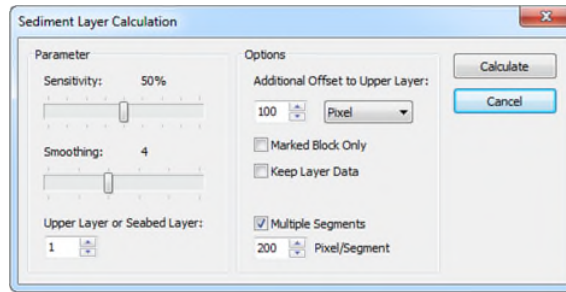 Sediment Layer Calculation
Parameter
Sensitivity: 50%
Smoothing: 4
Upper Layer or Seabed Layer:
1
Options
Additional Offset to Upper Layer:
100 Pixel
Marked Block Only
Keep Layer Data
Multiple Segments
200 Pixel/Segment
Calculate
Cancel